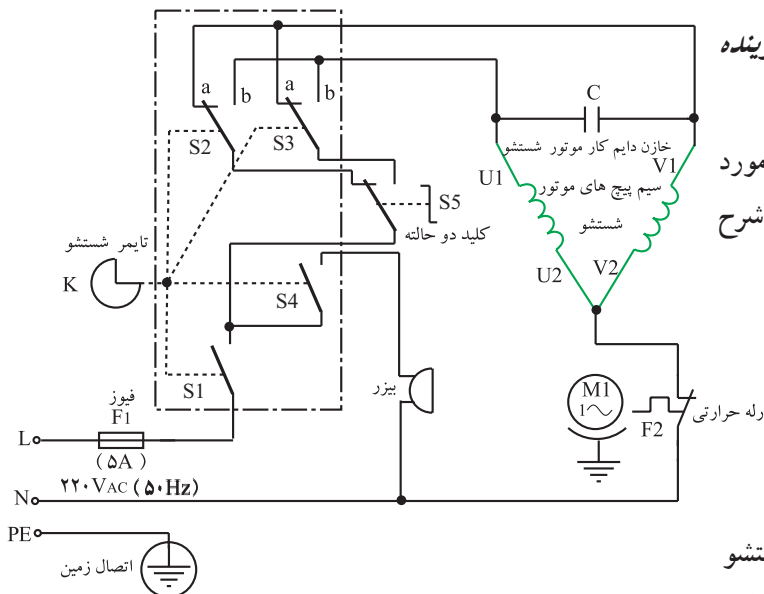 a
b
a
b
S2
S3
C
خازن دایم کار موتور شستشو
U1
V1
سیم پیچ های موتور
شستشو
S5
کلید دو حالته
مورد
شرح
تایمر شستشو
K
S4
U2
V2
S1
بیزر
M1
1
F2
رله حرارتی
فیوز
F1
L
(۵A)
۲۲۰VAC (۵۰Hz)
N
PE
اتصال زمین